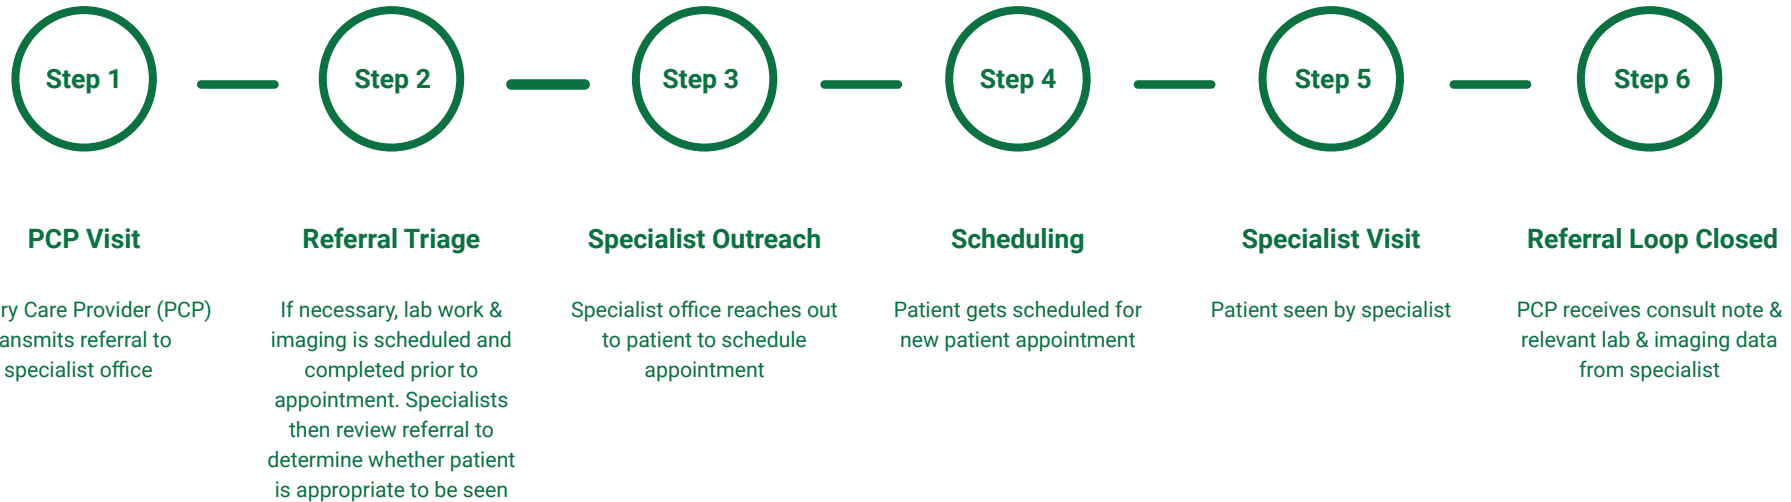 Step 1
Step 2
Step 3
Step 4
Step 5
Step 6
PCP Visit
Referral Triage
Specialist Outreach
Scheduling
Specialist Visit
Referral Loop Closed
ry Care Provider (PCP)
ansmits referral to
specialist office
If necessary, lab work &
imaging is scheduled and
completed prior to
appointment. Specialists
then review referral to
determine whether patient
is appropriate to be seen
Specialist office reaches out
to patient to schedule
appointment
Patient gets scheduled for
new patient appointment
Patient seen by specialist
PCP receives consult note &
relevant lab & imaging data
from specialist